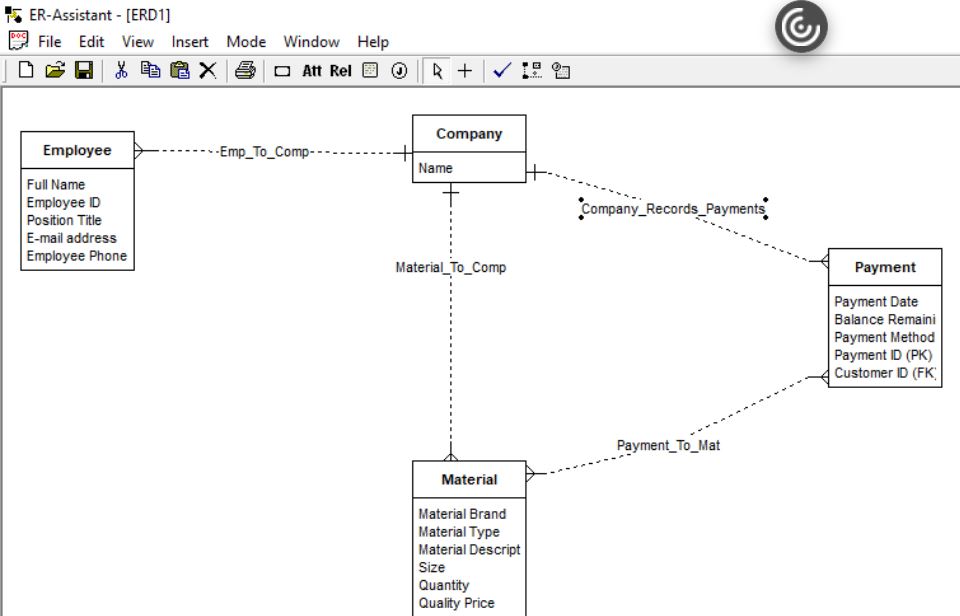 ER-Assistant - [ERD1]
File Edit View Insert Mode Window Help
Att Rel
Employee
Full Name
Employee ID
Position Title
E-mail address
Employee Phone
Emp_To_Comp
Company
Name
Company_Records_Payments
Material_To_Comp
Payment
Payment Date
Balance Remaini
Payment Method
Payment ID (PK)
Customer ID (FK)
Payment_To_Mat
Material
Material Brand
Material Type
Material Descript
Size
Quantity
Quality Price